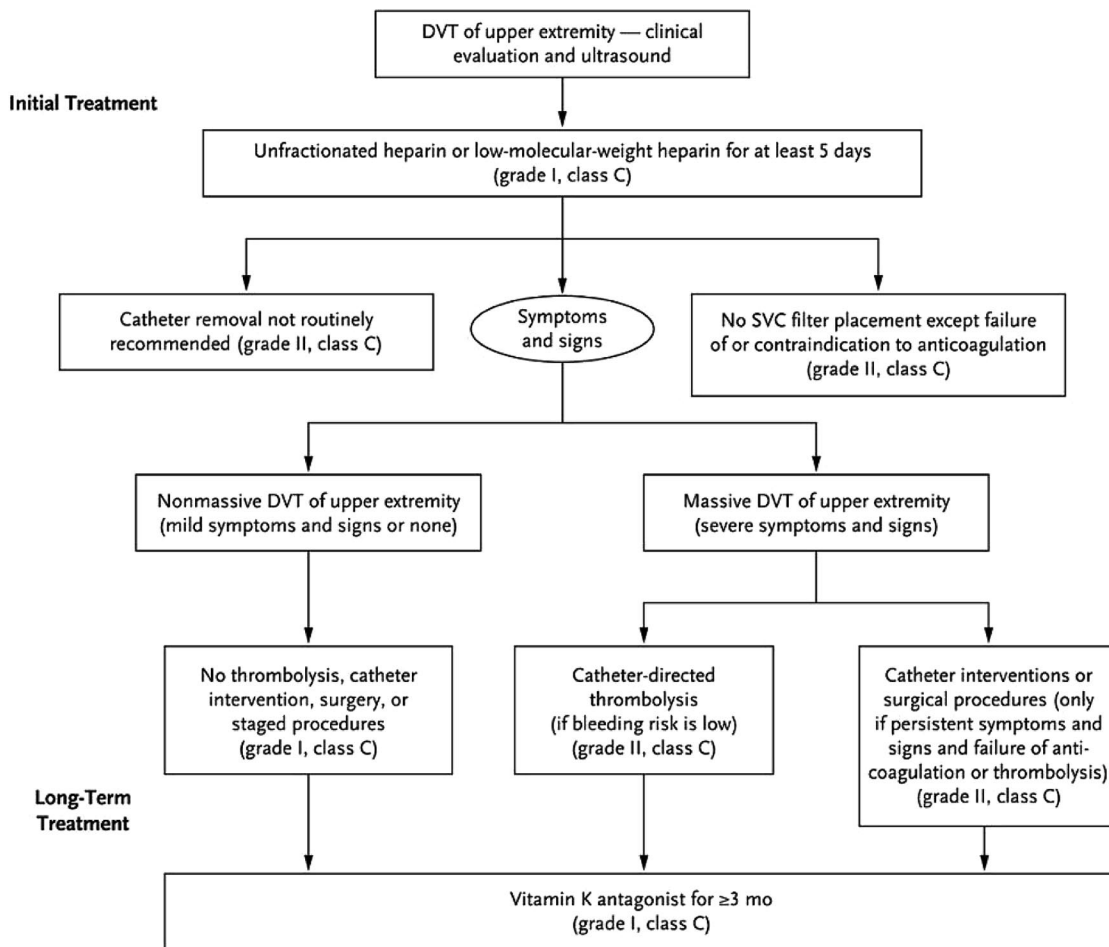 DVT of upper extremity — clinical
evaluation and ultrasound
Initial Treatment
Unfractionated heparin or low-molecular-weight heparin for at least 5 days
(grade I, class C)
Catheter removal not routinely
recommended (grade II, class C)
Symptoms
and signs
No SVC filter placement except failure
of or contraindication to anticoagulation
(grade II, class C)
Nonmassive DVT of upper extremity
(mild symptoms and signs or none)
Massive DVT of upper extremity
(severe symptoms and signs)
No thrombolysis, catheter
intervention, surgery, or
staged procedures
(grade I, class C)
Catheter-directed
thrombolysis
(if bleeding risk is low)
(grade II, class C)
Catheter interventions or
surgical procedures (only
if persistent symptoms and
signs and failure of anti-
coagulation or thrombolysis)
(grade II, class C)
Long-Term
Treatment
Vitamin K antagonist for ≥3 mo
(grade I, class C)